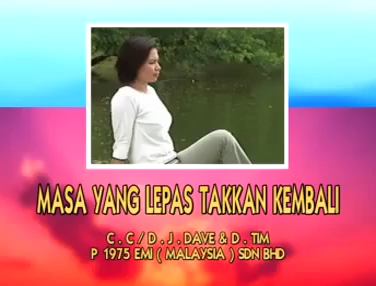 MASA YANG LEPAS TAKKAN KEMBALI
C . C / D . J . DAVE & D . TIM
P 1975 EMI ( MALAYSIA ) SDN BHD